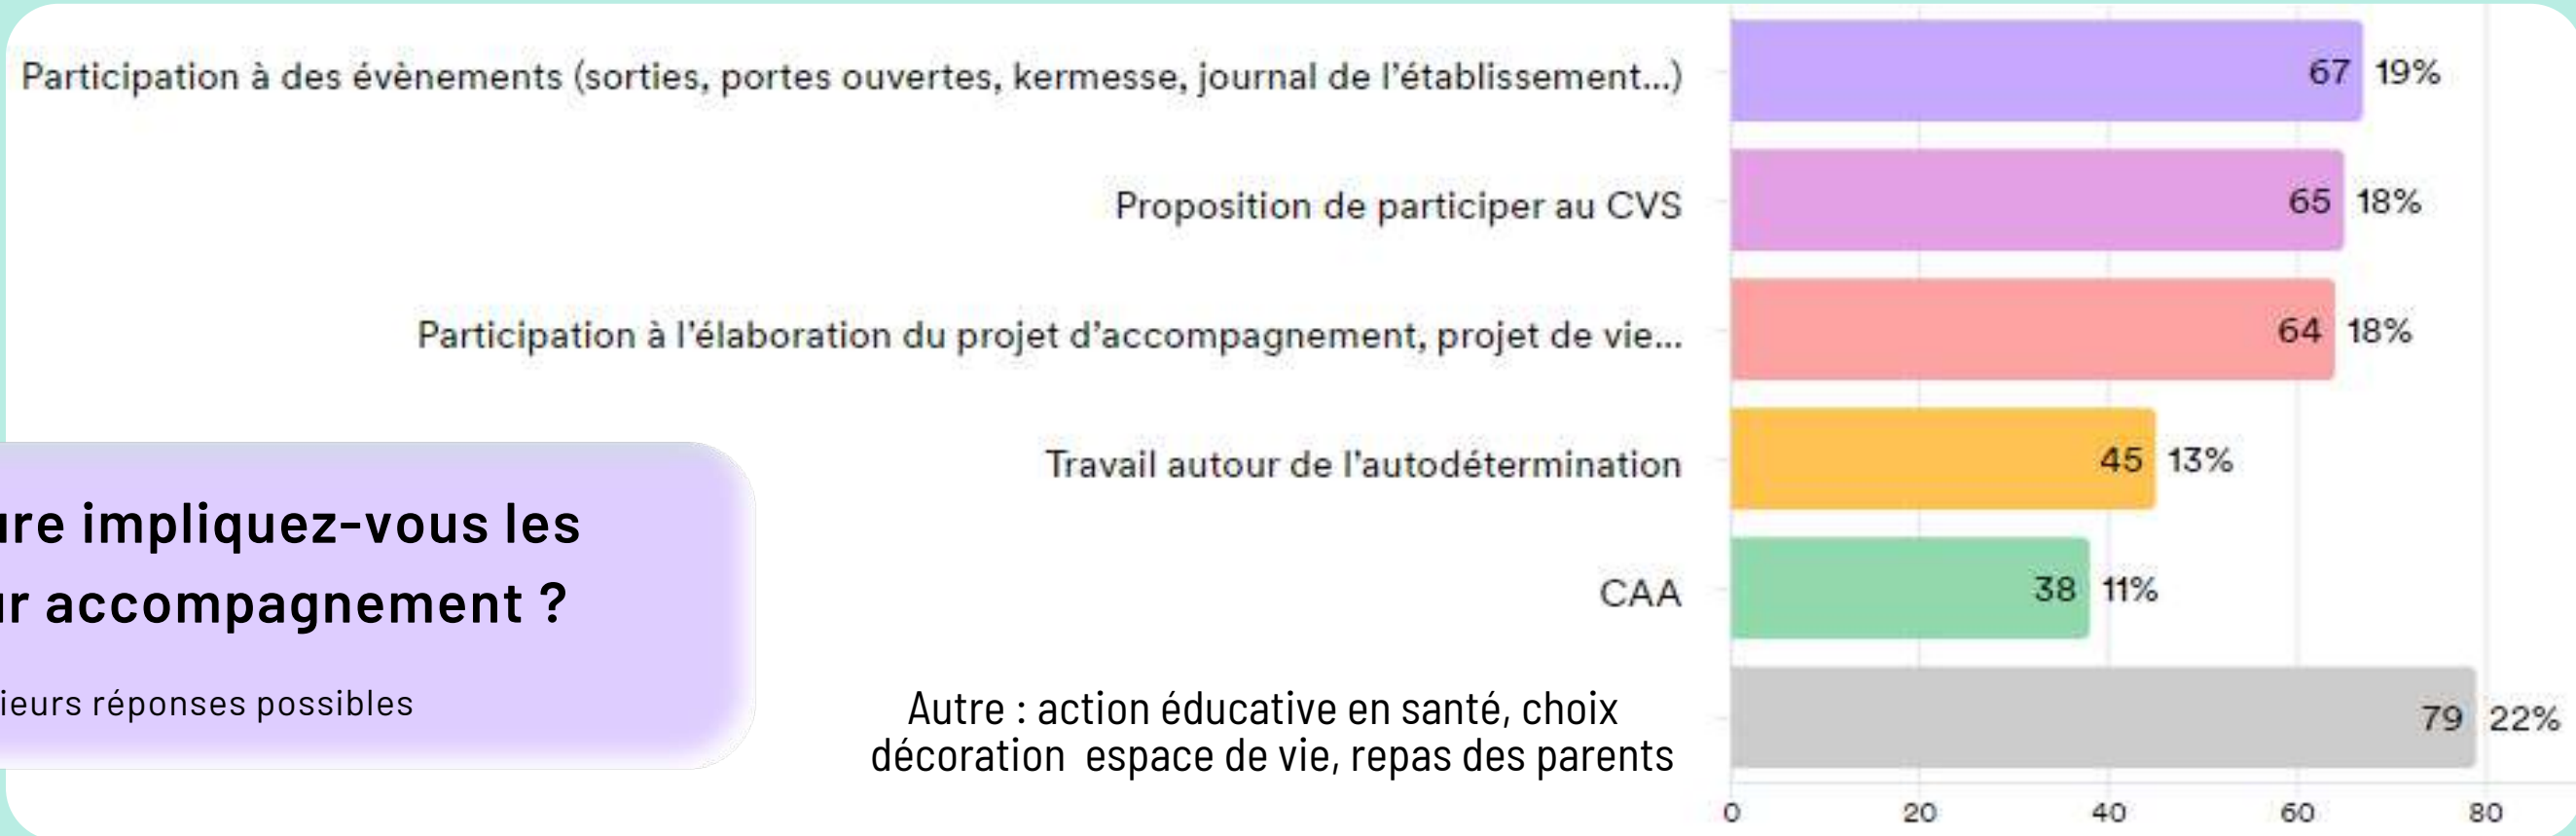 Participation à des évènements (sorties, portes ouvertes, kermesse, journal de l'établissement...) 67 19%
Proposition de participer au CVS 65 18%
Participation à l'élaboration du projet d'accompagnement, projet de vie... 64 18%
Travail autour de l'autodétermination 45 13%
CAA 38 11%
Autre : action éducative en santé, choix
décoration espace de vie, repas des parents 79 22%
0 20 40 60 80
impliquez-vous les
accompagnement ?
réponses possibles